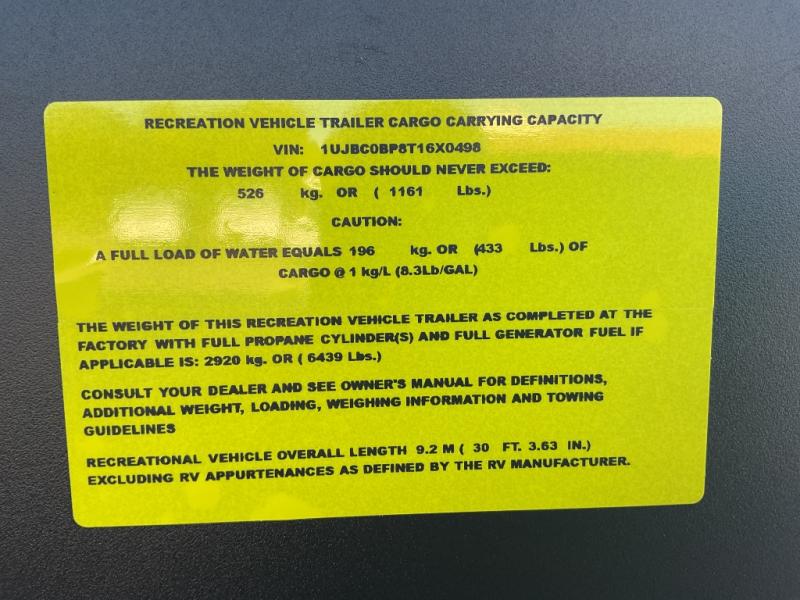 RECREATION VEHICLE TRAILER CARGO CARRYING CAPACITY
VIN: 1UJBC0BP8T16X0498
THE WEIGHT OF CARGO SHOULD NEVER EXCEED:
526 kg. OR ( 1161 Lbs.)
CAUTION:
A FULL LOAD OF WATER EQUALS 196 kg. OR (433 Lbs.) OF
CARGO @ 1 kg/L (8.3Lb/GAL)
THE WEIGHT OF THIS RECREATION VEHICLE TRAILER AS COMPLETED AT THE
FACTORY WITH FULL PROPANE CYLINDER(S) AND FULL GENERATOR FUEL IF
APPLICABLE IS: 2920 kg. OR ( 6439 Lbs.)
CONSULT YOUR DEALER AND SEE OWNER'S MANUAL FOR DEFINITIONS,
ADDITIONAL WEIGHT, LOADING, WEIGHING INFORMATION AND TOWING
GUIDELINES
RECREATIONAL VEHICLE OVERALL LENGTH 9.2 M ( 30 FT. 3.63 IN.)
EXCLUDING RV APPURTENANCES AS DEFINED BY THE RV MANUFACTURER.